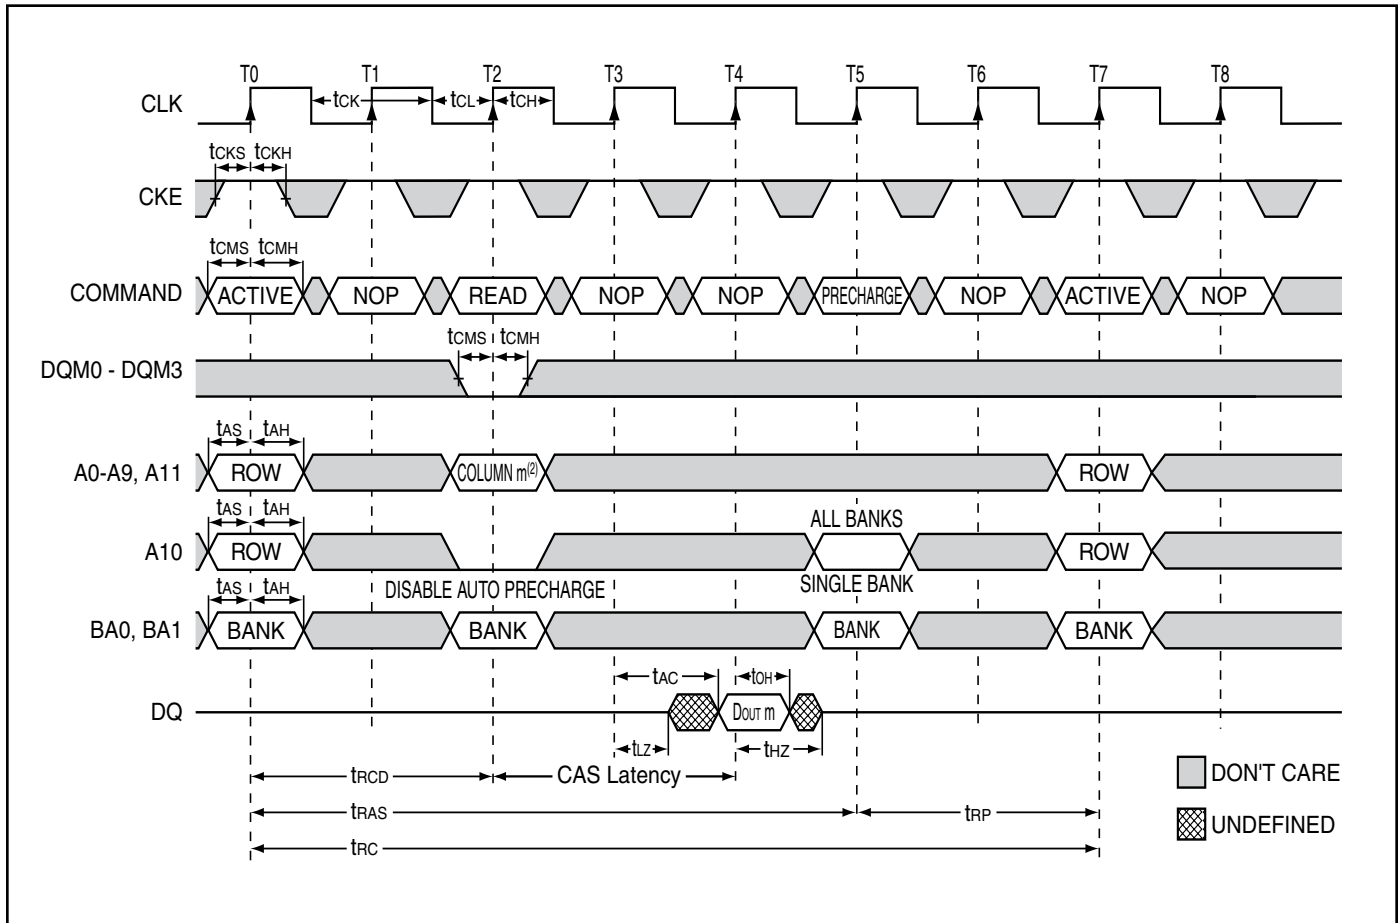 T0 T1 T2 T3 T4 T5 T6 T7 T8
CLK tCK tCL tCH
tCKS tCKH
CKE
tCMS tCMH
COMMAND ACTIVE NOP READ NOP NOP PRECHARGE NOP ACTIVE NOP
tCMS tCMH
DQM0 - DQM3
tAS tAH
A0-A9, A11 ROW COLUMN m(2) ROW
tAS tAH ALL BANKS
A10 ROW ROW
DISABLE AUTO PRECHARGE SINGLE BANK
tAS tAH
BA0, BA1 BANK BANK BANK BANK
tAC tOH
DQ DOUT m
tLZ tHZ
tRCD CAS Latency DON'T CARE
tRAS tRP UNDEFINED
tRC